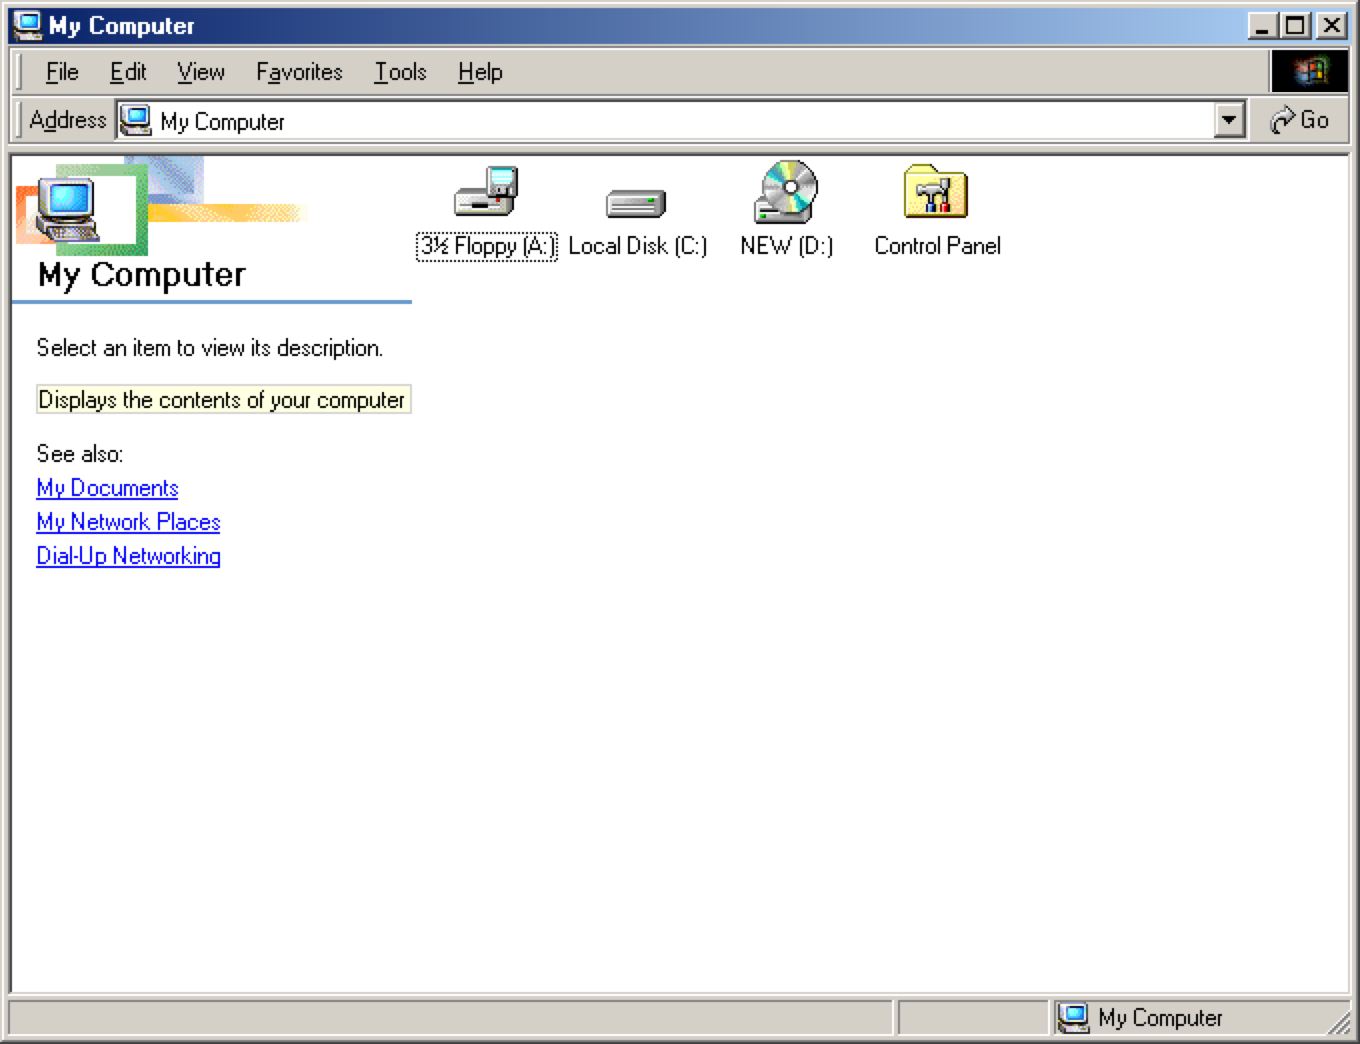 My Computer
File Edit View Favorites Tools Help
Address My Computer Go
3½ Floppy (A:) Local Disk (C:) NEW (D:) Control Panel
My Computer
Select an item to view its description.
Displays the contents of your computer
See also:
My Documents
My Network Places
Dial-Up Networking
My Computer